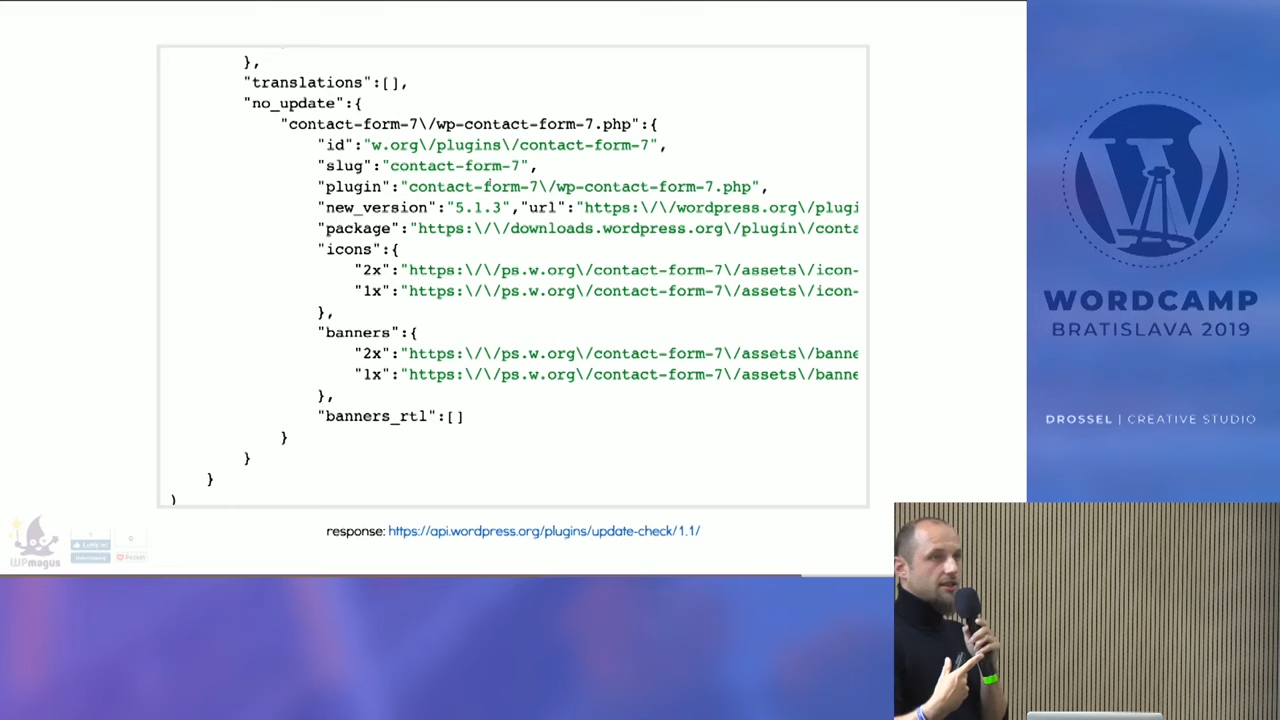 },
"translations":[],
"no_update":{
"contact-form-7\/wp-contact-form-7.php":{
"id":"w.org\/plugins\/contact-form-7",
"slug":"contact-form-7",
"plugin":"contact-form-7\/wp-contact-form-7.php",
"new_version":"5.1.3","url":"https:\/\/wordpress.org\/plugi
"package":"https:\/\/downloads.wordpress.org\/plugin\/conta
"icons":{
"2x":"https:\/\/ps.w.org\/contact-form-7\/assets\/icon-
"1x":"https:\/\/ps.w.org\/contact-form-7\/assets\/icon-
},
"banners":{
"2x":"https:\/\/ps.w.org\/contact-form-7\/assets\/banne
"1x":"https:\/\/ps.w.org\/contact-form-7\/assets\/banne
},
"banners_rtl":[]
}
}
}
)
response: https://api.wordpress.org/plugins/update-check/1.1/
WPmagus
WORDCAMP
BRATISLAVA 2019
DROSSEL | CREATIVE STUDIO